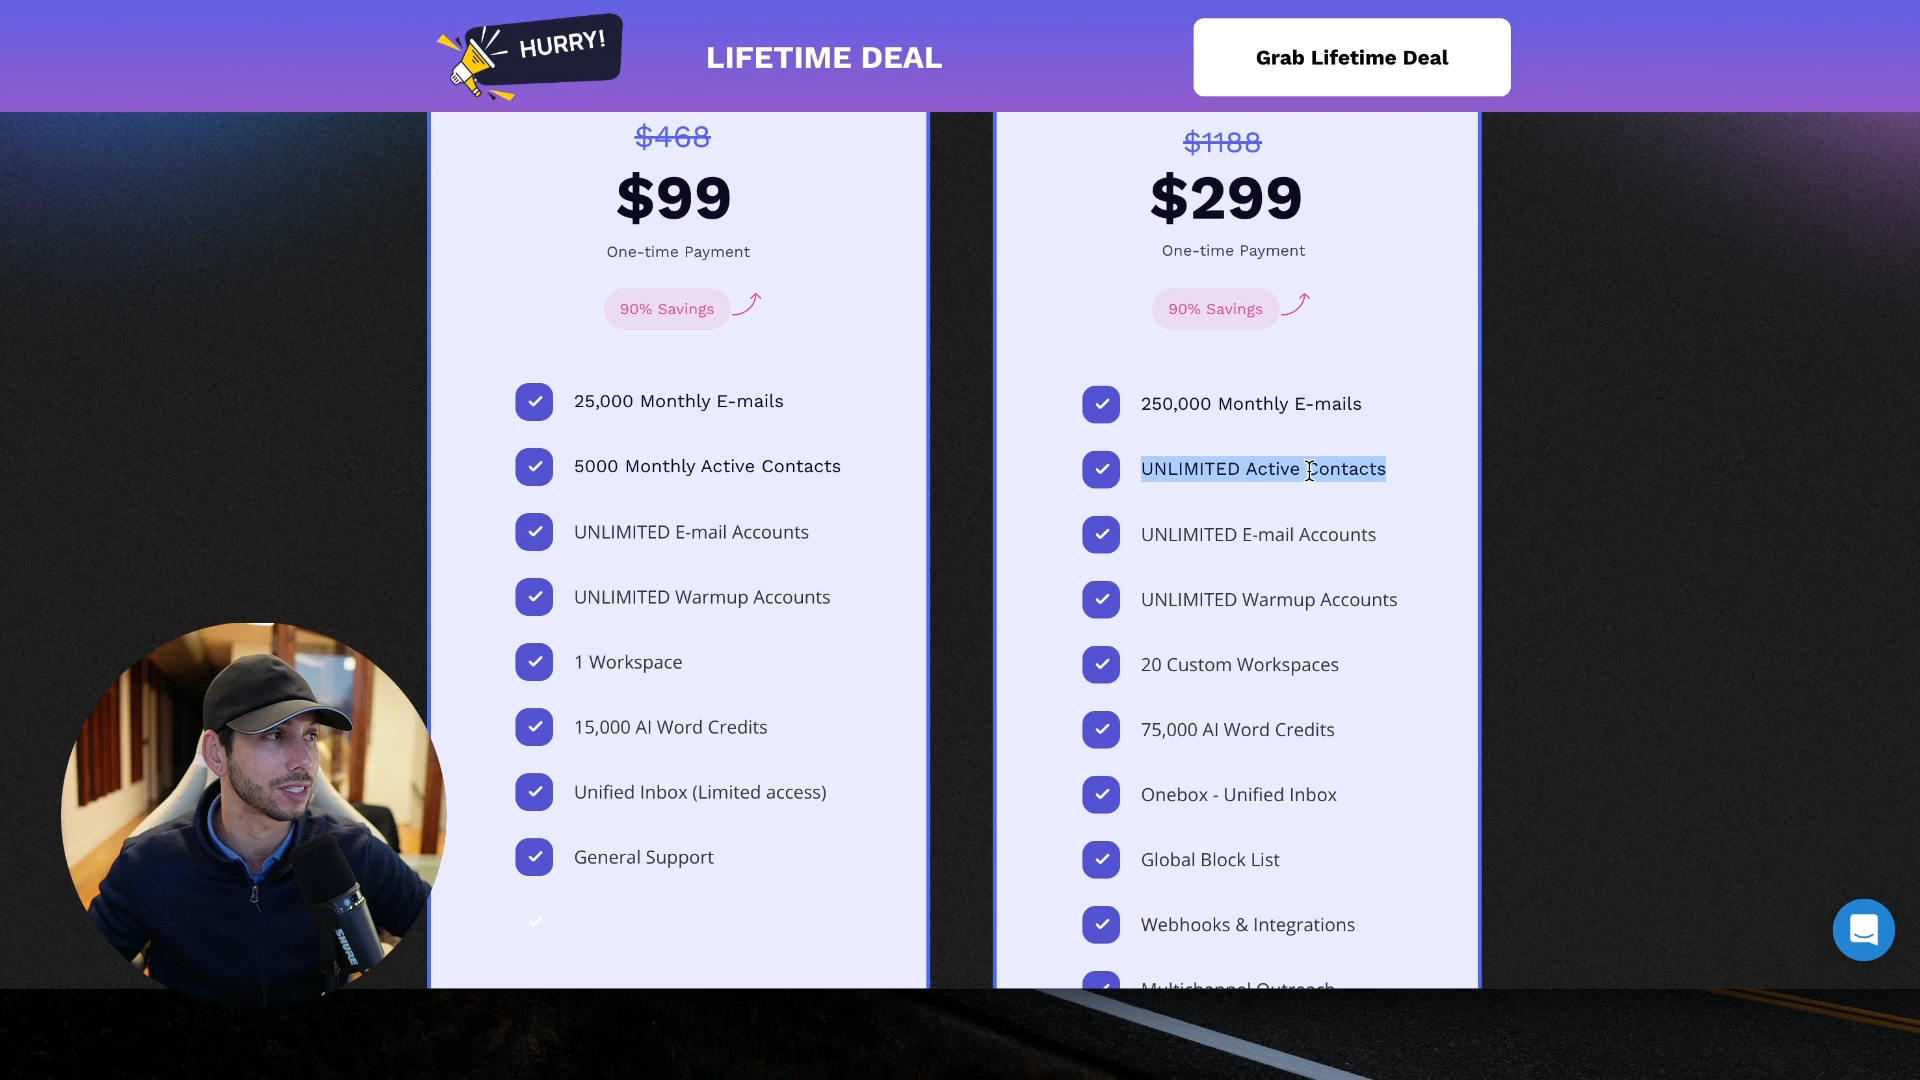 HURRY!
LIFETIME DEAL
Grab Lifetime Deal
$468
$99
One-time Payment
90% Savings
25,000 Monthly E-mails
5000 Monthly Active Contacts
UNLIMITED E-mail Accounts
UNLIMITED Warmup Accounts
1 Workspace
15,000 AI Word Credits
Unified Inbox (Limited access)
General Support
$1188
$299
One-time Payment
90% Savings
250,000 Monthly E-mails
UNLIMITED Active Contacts
UNLIMITED E-mail Accounts
UNLIMITED Warmup Accounts
20 Custom Workspaces
75,000 AI Word Credits
Onebox - Unified Inbox
Global Block List
Webhooks & Integrations
Multichannel Outreach
SHURE